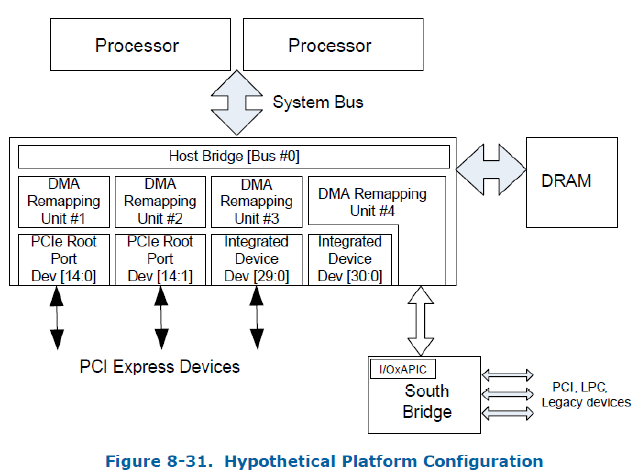 Processor
Processor
System Bus
Host Bridge [Bus #0]
DMA
Remapping
Unit #1
DMA
Remapping
Unit #2
DMA
Remapping
Unit #3
DMA Remapping
Unit #4
DRAM
PCIe Root
Port
Dev [14:0]
PCIe Root
Port
Dev [14:1]
Integrated
Device
Dev [29:0]
Integrated
Device
Dev [30:0]
PCI Express Devices
I/OxAPIC
South
Bridge
PCI, LPC,
Legacy devices
Figure 8-31. Hypothetical Platform Configuration